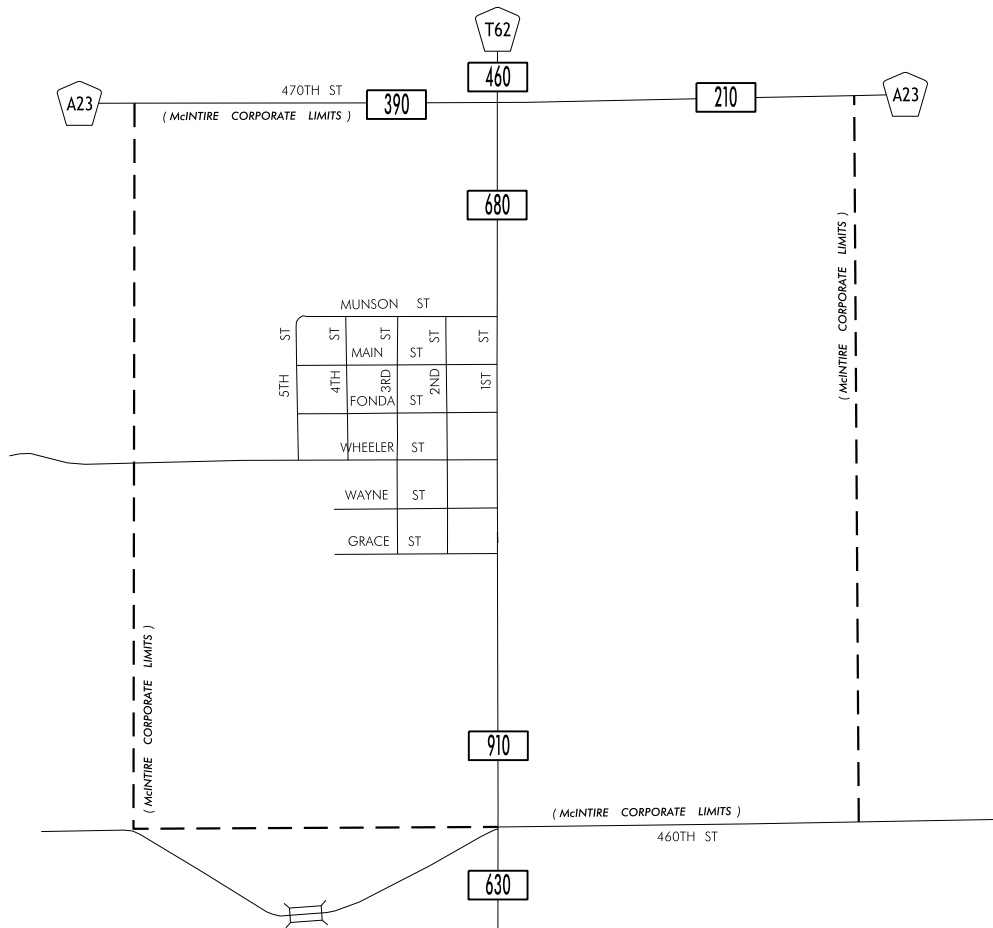 T62
460
470TH ST
A23
390
210
A23
( McINTIRE CORPORATE LIMITS )
680
( McINTIRE CORPORATE LIMITS )
MUNSON ST
5TH ST
4TH ST
3RD ST
2ND ST
1ST ST
MAIN ST
FONDA ST
WHEELER ST
WAYNE ST
GRACE ST
( McINTIRE CORPORATE LIMITS )
910
( McINTIRE CORPORATE LIMITS )
460TH ST
630